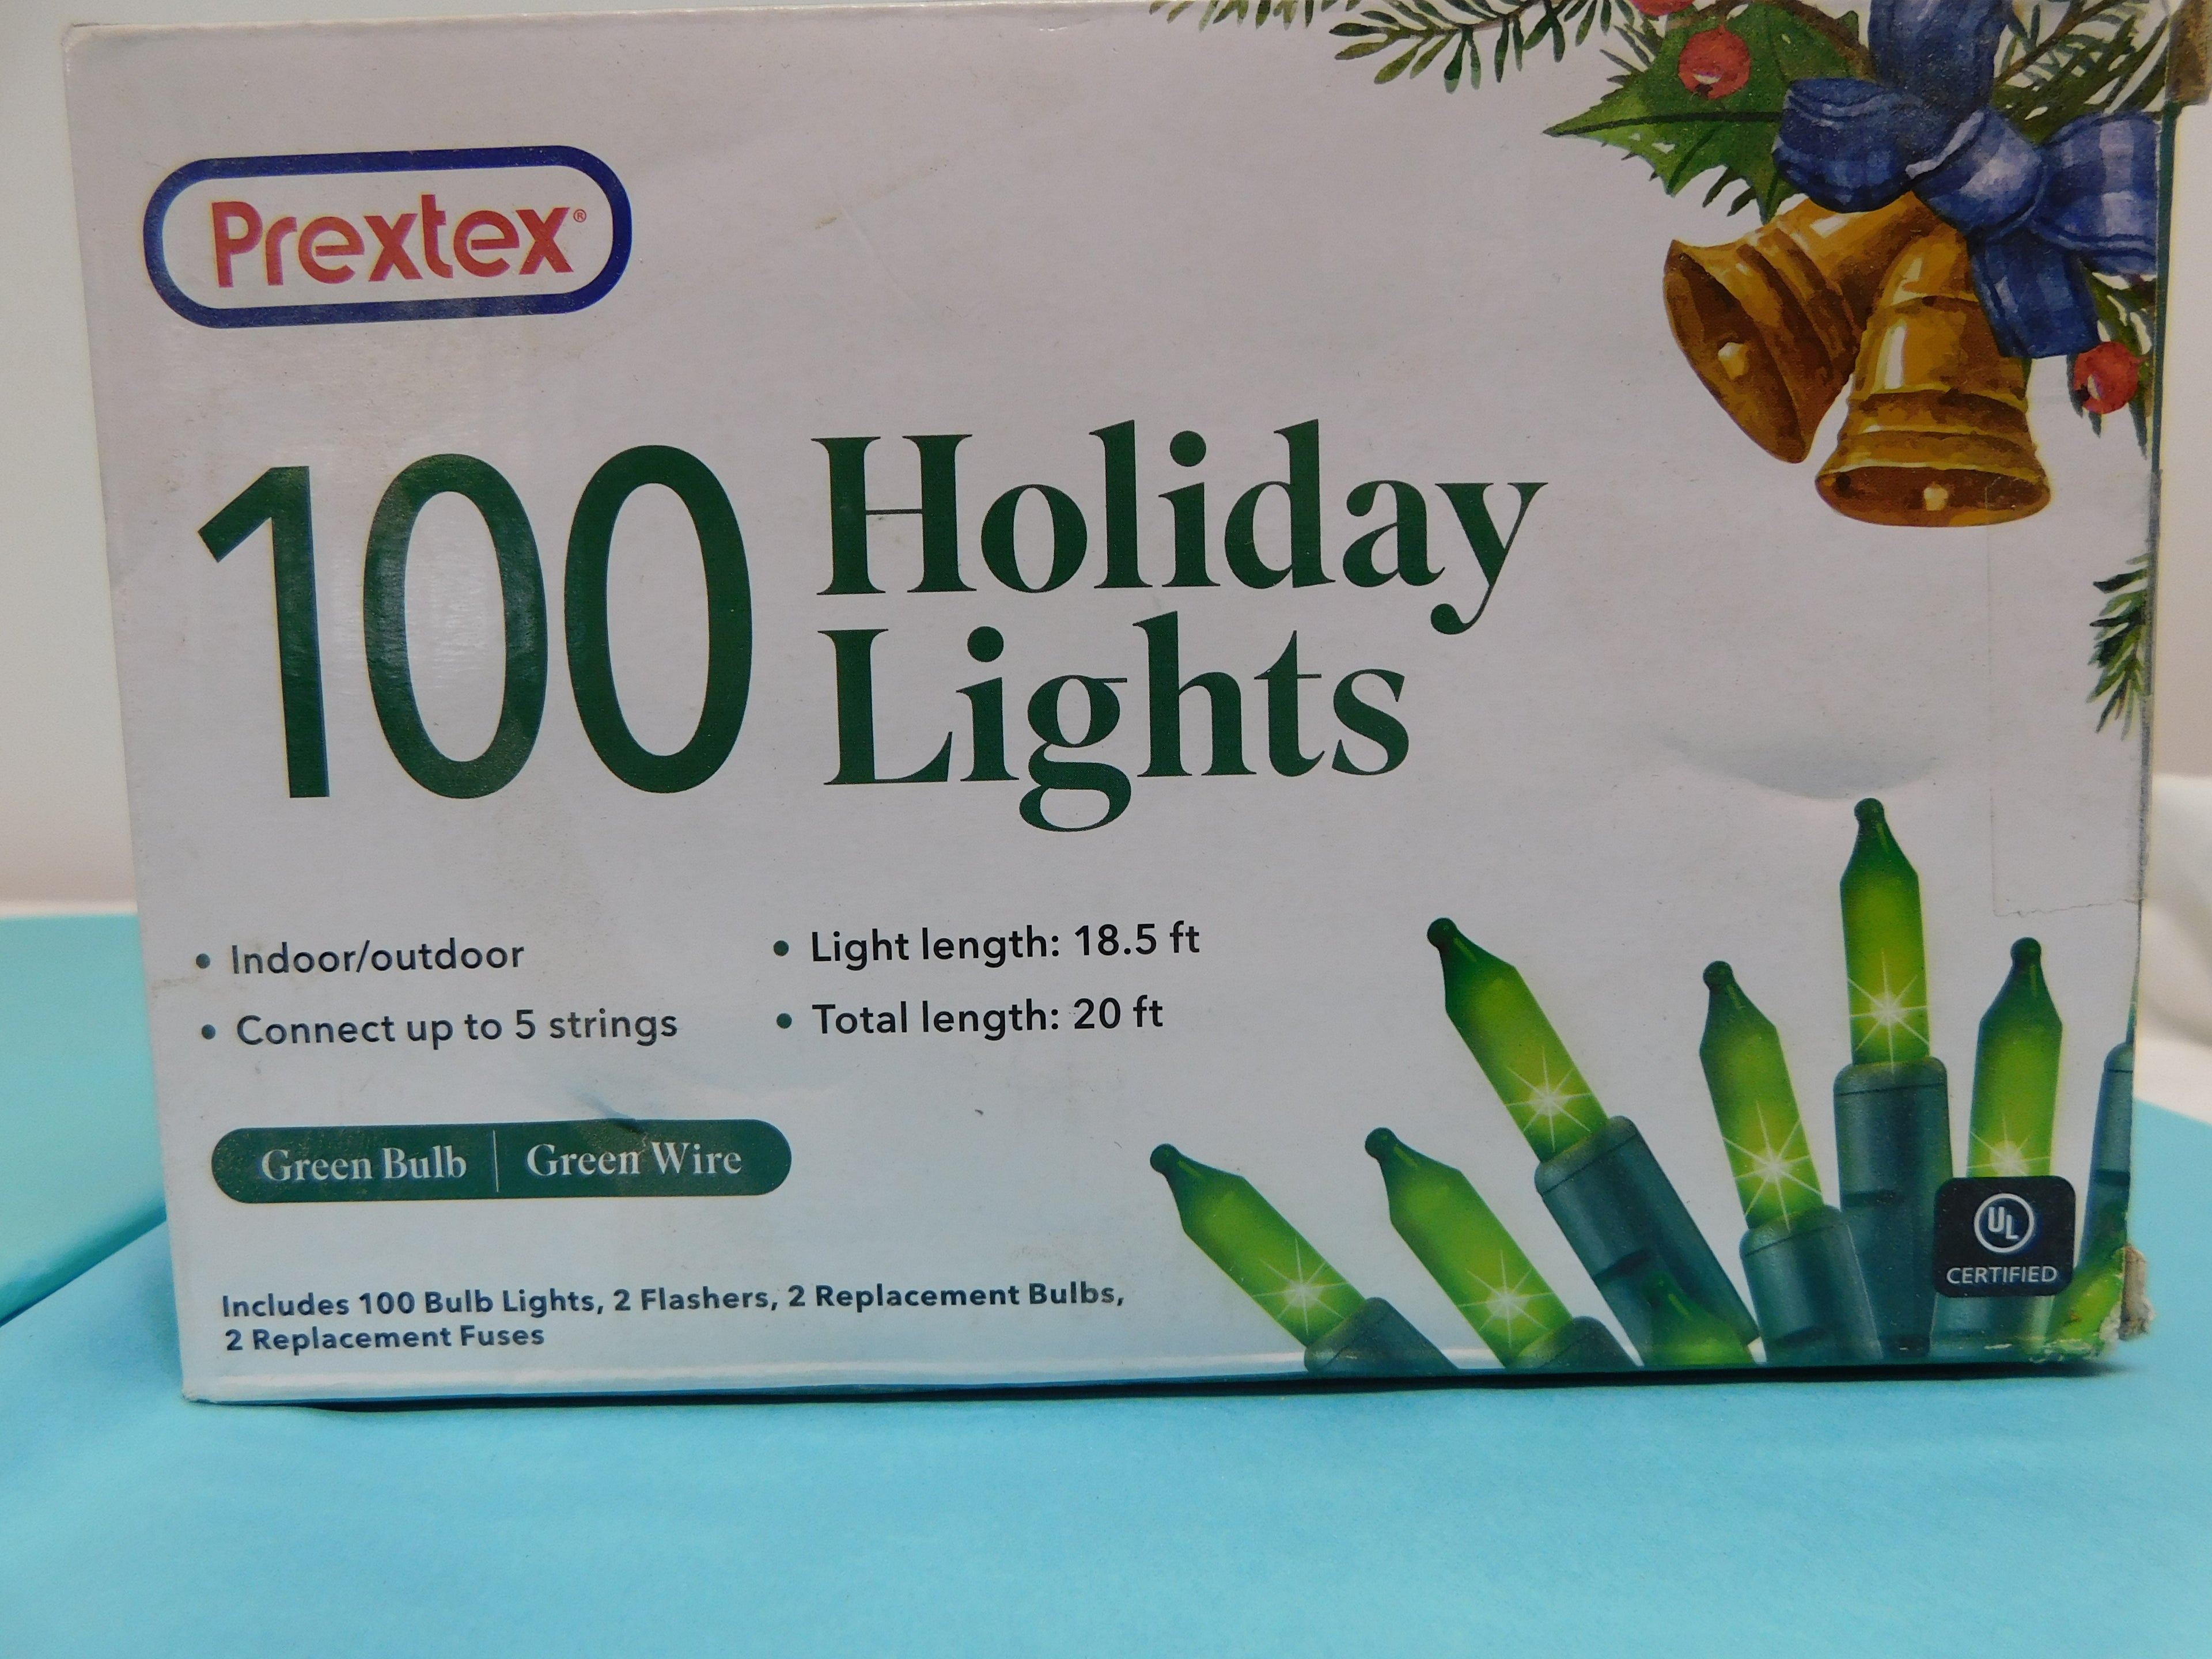 Prextex®
100 Holiday
Lights
• Indoor/outdoor
• Connect up to 5 strings
• Light length: 18.5 ft
• Total length: 20 ft
Green Bulb | Green Wire
Includes 100 Bulb Lights, 2 Flashers, 2 Replacement Bulbs,
2 Replacement Fuses
UL
CERTIFIED